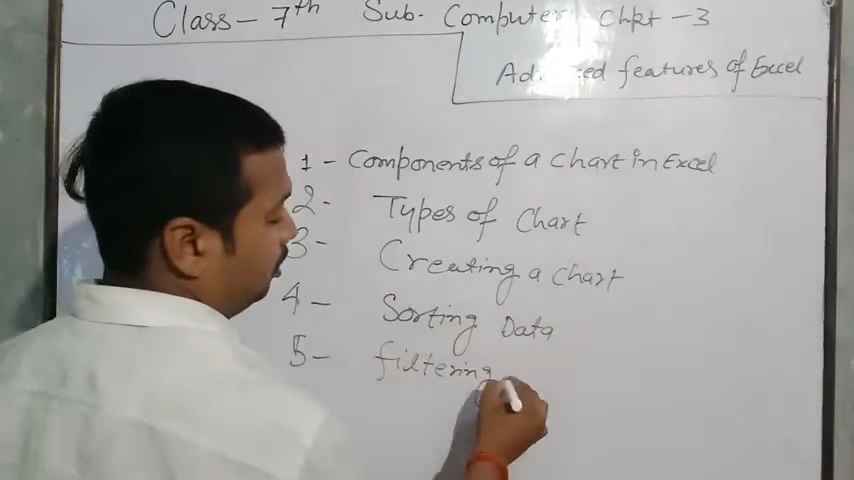 Class - 7th Sub. Computer Chpt - 3
features of Excel
1 - Components of a chart in Excel
2 - Types of Chart
3 - Creating a chart
4 - Sorting Data
5 - filtering